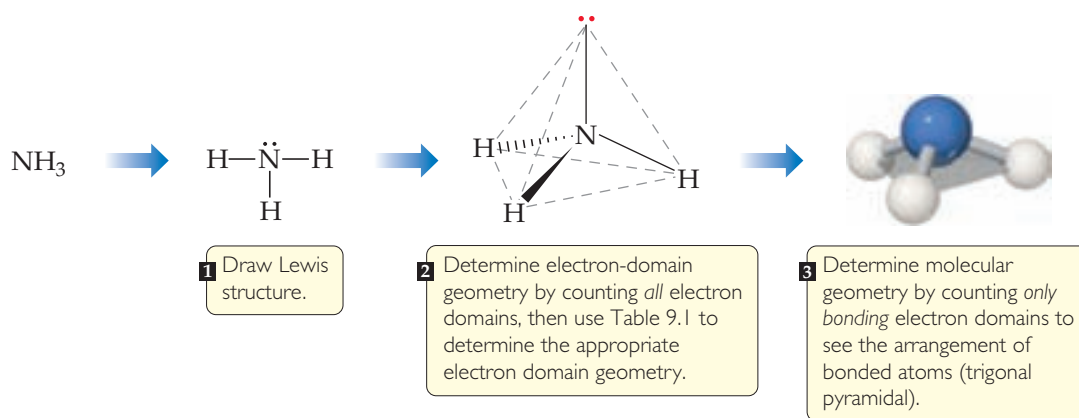 NH3
H—N̈—H
H
N
H
H
H
1 Draw Lewis
structure.
2 Determine electron-domain
geometry by counting all electron
domains, then use Table 9.1 to
determine the appropriate
electron domain geometry.
3 Determine molecular
geometry by counting only
bonding electron domains to
see the arrangement of
bonded atoms (trigonal
pyramidal).